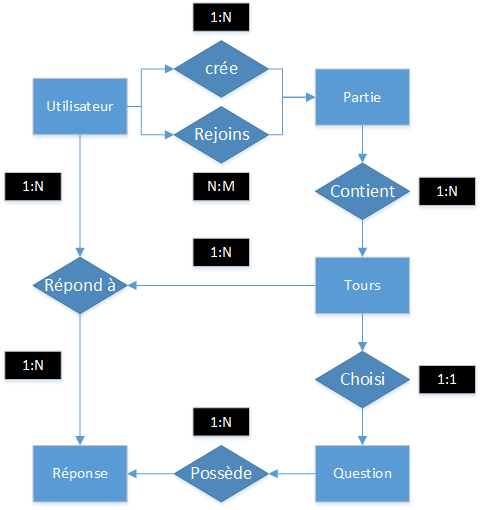 1:N
crée
Utilisateur
Partie
Rejoins
1:N
N:M
Contient
1:N
1:N
Répond à
Tours
1:N
Choisi
1:1
1:N
Réponse
Possède
Question